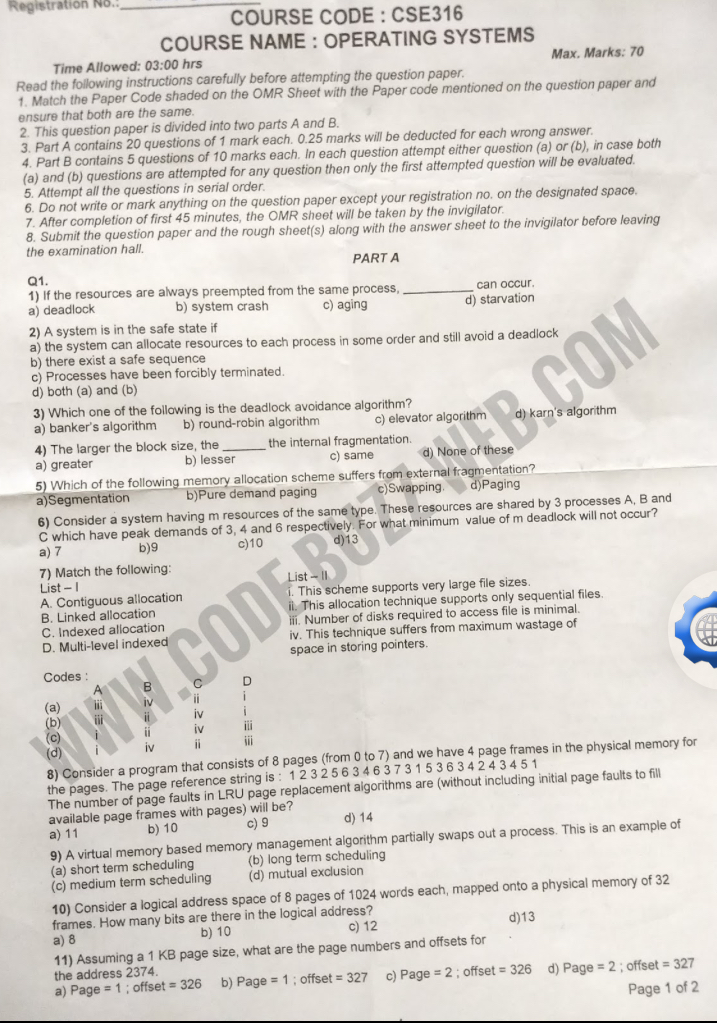 Registration No.:
COURSE CODE : CSE316
COURSE NAME : OPERATING SYSTEMS
Time Allowed: 03:00 hrs Max. Marks: 70
Read the following instructions carefully before attempting the question paper.
1. Match the Paper Code shaded on the OMR Sheet with the Paper code mentioned on the question paper and
ensure that both are the same.
2. This question paper is divided into two parts A and B.
3. Part A contains 20 questions of 1 mark each. 0.25 marks will be deducted for each wrong answer.
4. Part B contains 5 questions of 10 marks each. In each question attempt either question (a) or (b), in case both
(a) and (b) questions are attempted for any question then only the first attempted question will be evaluated.
5. Attempt all the questions in serial order.
6. Do not write or mark anything on the question paper except your registration no. on the designated space.
7. After completion of first 45 minutes, the OMR sheet will be taken by the invigilator.
8. Submit the question paper and the rough sheet(s) along with the answer sheet to the invigilator before leaving
the examination hall.
PART A
Q1.
1) If the resources are always preempted from the same process, __________ can occur.
a) deadlock b) system crash c) aging d) starvation
2) A system is in the safe state if
a) the system can allocate resources to each process in some order and still avoid a deadlock
b) there exist a safe sequence
c) Processes have been forcibly terminated.
d) both (a) and (b)
3) Which one of the following is the deadlock avoidance algorithm?
a) banker's algorithm b) round-robin algorithm c) elevator algorithm d) karn's algorithm
4) The larger the block size, the ______ the internal fragmentation.
a) greater b) lesser c) same d) None of these
5) Which of the following memory allocation scheme suffers from external fragmentation?
a)Segmentation b)Pure demand paging c)Swapping. d)Paging
6) Consider a system having m resources of the same type. These resources are shared by 3 processes A, B and
C which have peak demands of 3, 4 and 6 respectively. For what minimum value of m deadlock will not occur?
a) 7 b)9 c)10 d)13
7) Match the following:
List – I List – II
A. Contiguous allocation i. This scheme supports very large file sizes.
B. Linked allocation ii. This allocation technique supports only sequential files.
C. Indexed allocation iii. Number of disks required to access file is minimal.
D. Multi-level indexed iv. This technique suffers from maximum wastage of
space in storing pointers.
Codes :
A B C D
(a) iii iv ii i
(b) iii ii iv i
(c) i ii iv iii
(d) i iv ii iii
8) Consider a program that consists of 8 pages (from 0 to 7) and we have 4 page frames in the physical memory for
the pages. The page reference string is : 1 2 3 2 5 6 3 4 6 3 7 3 1 5 3 6 3 4 2 4 3 4 5 1
The number of page faults in LRU page replacement algorithms are (without including initial page faults to fill
available page frames with pages) will be?
a) 11 b) 10 c) 9 d) 14
9) A virtual memory based memory management algorithm partially swaps out a process. This is an example of
(a) short term scheduling (b) long term scheduling
(c) medium term scheduling (d) mutual exclusion
10) Consider a logical address space of 8 pages of 1024 words each, mapped onto a physical memory of 32
frames. How many bits are there in the logical address?
a) 8 b) 10 c) 12 d)13
11) Assuming a 1 KB page size, what are the page numbers and offsets for
the address 2374.
a) Page = 1 ; offset = 326 b) Page = 1 ; offset = 327 c) Page = 2 ; offset = 326 d) Page = 2 ; offset = 327
Page 1 of 2
WWW.CODEBUZZWEB.COM